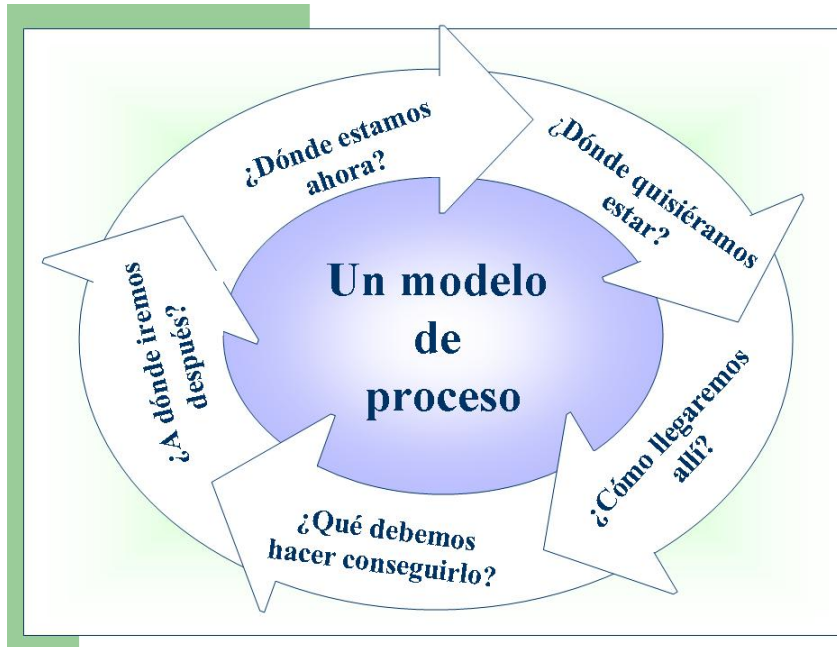 ¿Dónde estamos
ahora?
¿Dónde quisiéramos
estar?
¿Cómo llegaremos
allí?
¿Qué debemos
hacer conseguirlo?
¿A dónde iremos
después?
Un modelo
de
proceso